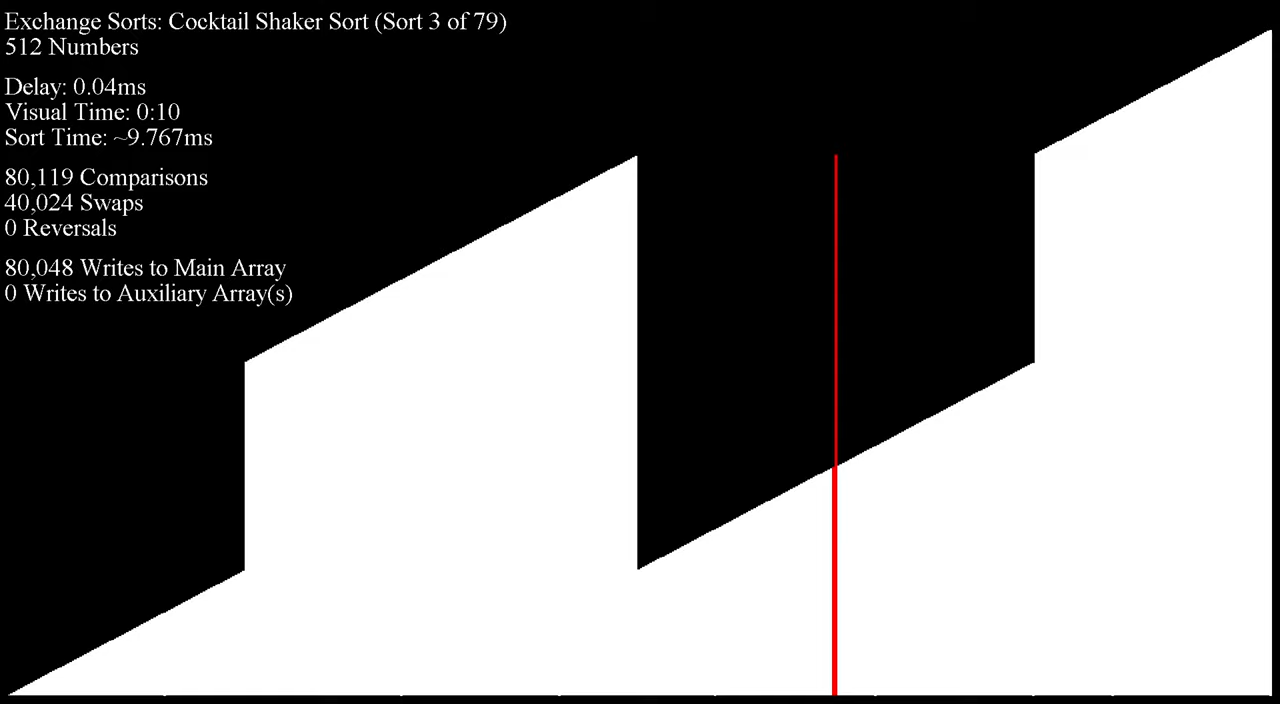 Exchange Sorts: Cocktail Shaker Sort (Sort 3 of 79)
512 Numbers
Delay: 0.04ms
Visual Time: 0:10
Sort Time: ~9.767ms
80,119 Comparisons
40,024 Swaps
0 Reversals
80,048 Writes to Main Array
0 Writes to Auxiliary Array(s)